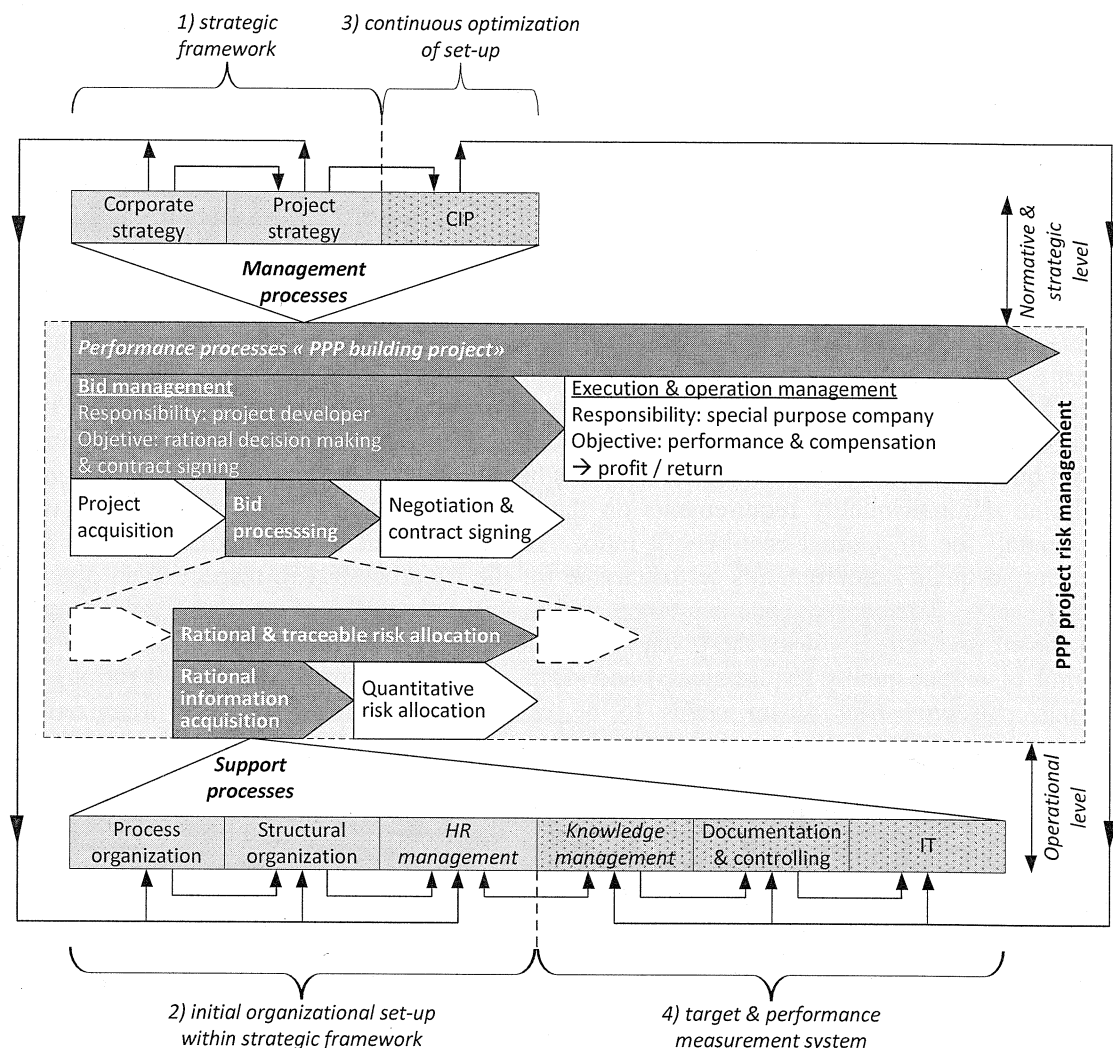 1) strategic
framework
3) continuous optimization
of set-up
Corporate
strategy
Project
strategy
CIP
Management
processes
Normative &
strategic
level
Performance processes « PPP building project»
Bid management
Responsibility: project developer
Objetive: rational decision making
& contract signing
Execution & operation management
Responsibility: special purpose company
Objective: performance & compensation
→ profit / return
Project
acquisition
Bid
processsing
Negotiation &
contract signing
PPP project risk management
Rational & traceable risk allocation
Rational
information
acquisition
Quantitative
risk allocation
Support
processes
Operational
level
Process
organization
Structural
organization
HR
management
Knowledge
management
Documentation
& controlling
IT
2) initial organizational set-up
within strategic framework
4) target & performance
measurement system